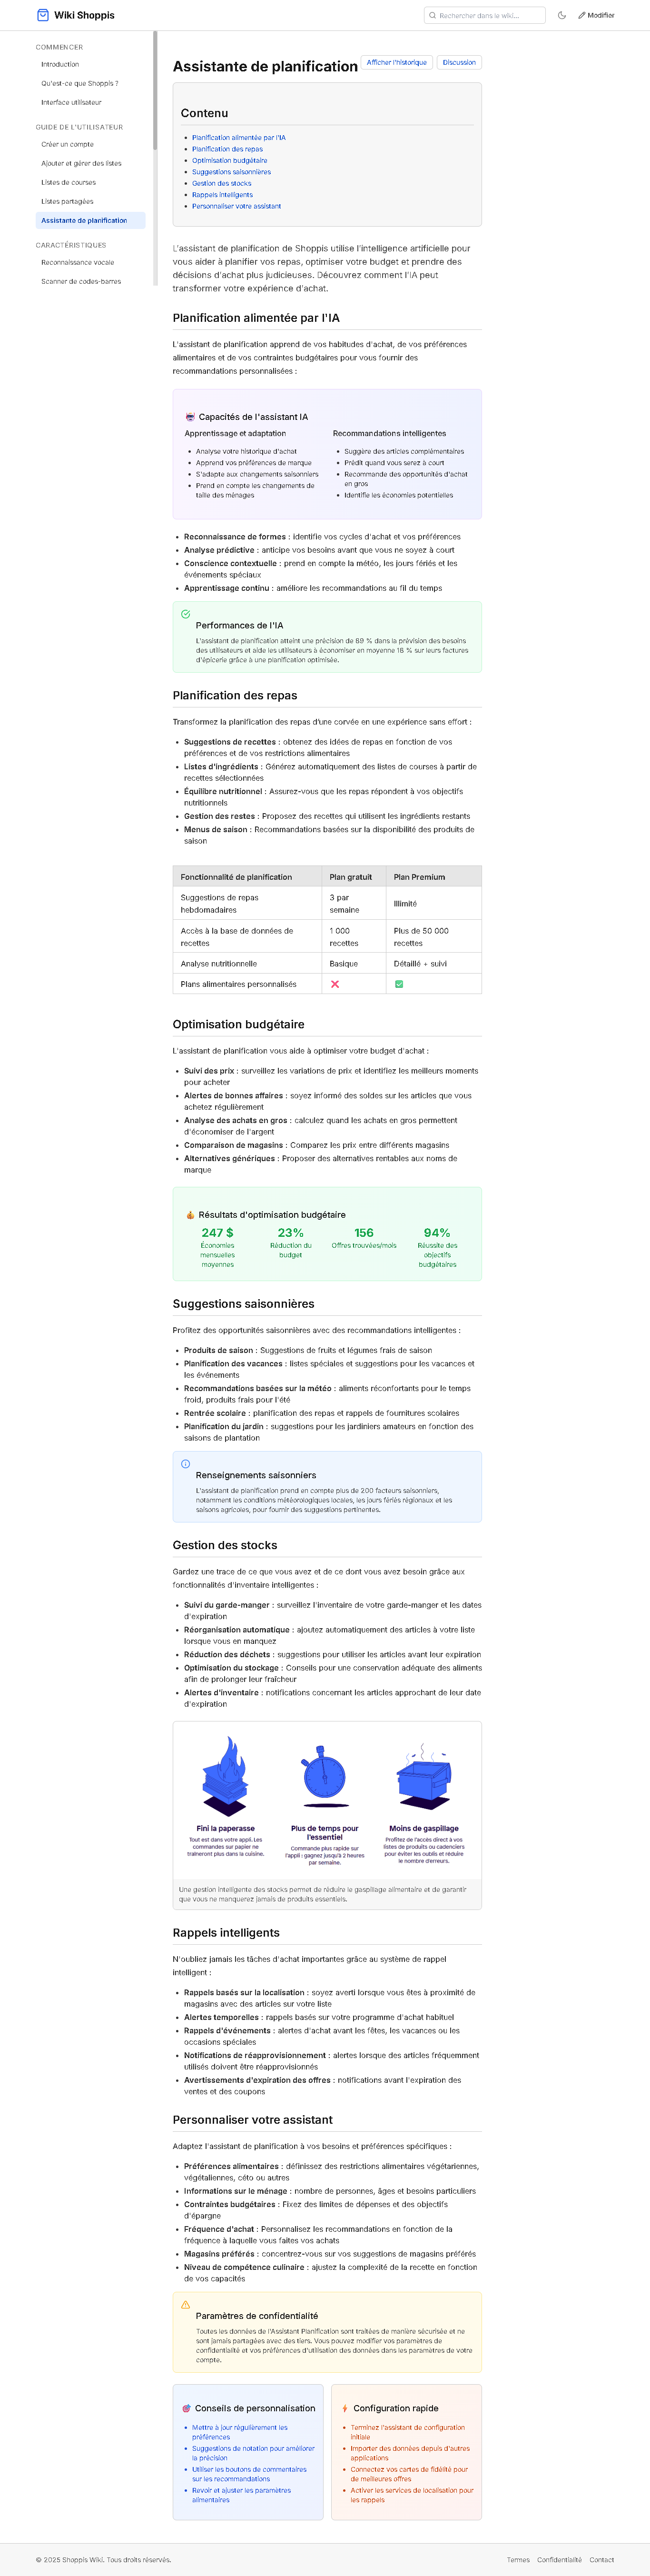 Wiki Shoppis
Rechercher dans le wiki...
Modifier
COMMENCER
Introduction
Qu'est-ce que Shoppis ?
Interface utilisateur
GUIDE DE L'UTILISATEUR
Créer un compte
Ajouter et gérer des listes
Listes de courses
Listes partagées
Assistante de planification
CARACTÉRISTIQUES
Reconnaissance vocale
Scanner de codes-barres
Assistante de planification
Afficher l'historique
Discussion
Contenu
Planification alimentée par l'IA
Planification des repas
Optimisation budgétaire
Suggestions saisonnières
Gestion des stocks
Rappels intelligents
Personnaliser votre assistant
L'assistant de planification de Shoppis utilise l'intelligence artificielle pour
vous aider à planifier vos repas, optimiser votre budget et prendre des
décisions d'achat plus judicieuses. Découvrez comment l'IA peut
transformer votre expérience d'achat.
Planification alimentée par l'IA
L'assistant de planification apprend de vos habitudes d'achat, de vos préférences
alimentaires et de vos contraintes budgétaires pour vous fournir des
recommandations personnalisées :
Capacités de l'assistant IA
Apprentissage et adaptation
Analyse votre historique d'achat
Apprend vos préférences de marque
S'adapte aux changements saisonniers
Prend en compte les changements de
taille des ménages
Recommandations intelligentes
Suggère des articles complémentaires
Prédit quand vous serez à court
Recommande des opportunités d'achat
en gros
Identifie les économies potentielles
Reconnaissance de formes : identifie vos cycles d'achat et vos préférences
Analyse prédictive : anticipe vos besoins avant que vous ne soyez à court
Conscience contextuelle : prend en compte la météo, les jours fériés et les
événements spéciaux
Apprentissage continu : améliore les recommandations au fil du temps
Performances de l'IA
L'assistant de planification atteint une précision de 89 % dans la prévision des besoins
des utilisateurs et aide les utilisateurs à économiser en moyenne 18 % sur leurs factures
d'épicerie grâce à une planification optimisée.
Planification des repas
Transformez la planification des repas d'une corvée en une expérience sans effort :
Suggestions de recettes : obtenez des idées de repas en fonction de vos
préférences et de vos restrictions alimentaires
Listes d'ingrédients : Générez automatiquement des listes de courses à partir de
recettes sélectionnées
Équilibre nutritionnel : Assurez-vous que les repas répondent à vos objectifs
nutritionnels
Gestion des restes : Proposez des recettes qui utilisent les ingrédients restants
Menus de saison : Recommandations basées sur la disponibilité des produits de
saison
Fonctionnalité de planification
Plan gratuit
Plan Premium
Suggestions de repas
hebdomadaires
3 par
semaine
Illimité
Accès à la base de données de
recettes
1 000
recettes
Plus de 50 000
recettes
Analyse nutritionnelle
Basique
Détaillé + suivi
Plans alimentaires personnalisés
Optimisation budgétaire
L'assistant de planification vous aide à optimiser votre budget d'achat :
Suivi des prix : surveillez les variations de prix et identifiez les meilleurs moments
pour acheter
Alertes de bonnes affaires : soyez informé des soldes sur les articles que vous
achetez régulièrement
Analyse des achats en gros : calculez quand les achats en gros permettent
d'économiser de l'argent
Comparaison de magasins : Comparez les prix entre différents magasins
Alternatives génériques : Proposer des alternatives rentables aux noms de
marque
Résultats d'optimisation budgétaire
247 $
Économies
mensuelles
moyennes
23%
Réduction du
budget
156
Offres trouvées/mois
94%
Réussite des
objectifs
budgétaires
Suggestions saisonnières
Profitez des opportunités saisonnières avec des recommandations intelligentes :
Produits de saison : Suggestions de fruits et légumes frais de saison
Planification des vacances : listes spéciales et suggestions pour les vacances et
les événements
Recommandations basées sur la météo : aliments réconfortants pour le temps
froid, produits frais pour l'été
Rentrée scolaire : planification des repas et rappels de fournitures scolaires
Planification du jardin : suggestions pour les jardiniers amateurs en fonction des
saisons de plantation
Renseignements saisonniers
L'assistant de planification prend en compte plus de 200 facteurs saisonniers,
notamment les conditions météorologiques locales, les jours fériés régionaux et les
saisons agricoles, pour fournir des suggestions pertinentes.
Gestion des stocks
Gardez une trace de ce que vous avez et de ce dont vous avez besoin grâce aux
fonctionnalités d'inventaire intelligentes :
Suivi du garde-manger : surveillez l'inventaire de votre garde-manger et les dates
d'expiration
Réorganisation automatique : ajoutez automatiquement des articles à votre liste
lorsque vous en manquez
Réduction des déchets : suggestions pour utiliser les articles avant leur expiration
Optimisation du stockage : Conseils pour une conservation adéquate des aliments
afin de prolonger leur fraîcheur
Alertes d'inventaire : notifications concernant les articles approchant de leur date
d'expiration
Fini la paperasse
Tout est dans votre appli. Les
commandes sur papier ne
traîneront plus dans la cuisine.
Plus de temps pour
l'essentiel
Commande plus rapide sur
l'appli : gagnez jusqu'à 2 heures
par semaine.
Moins de gaspillage
Profitez de l'accès direct à vos
listes de produits ou cadenciers
pour éviter les oublis et réduire
le nombre d'erreurs.
Une gestion intelligente des stocks permet de réduire le gaspillage alimentaire et de garantir
que vous ne manquerez jamais de produits essentiels.
Rappels intelligents
N'oubliez jamais les tâches d'achat importantes grâce au système de rappel
intelligent :
Rappels basés sur la localisation : soyez averti lorsque vous êtes à proximité de
magasins avec des articles sur votre liste
Alertes temporelles : rappels basés sur votre programme d'achat habituel
Rappels d'événements : alertes d'achat avant les fêtes, les vacances ou les
occasions spéciales
Notifications de réapprovisionnement : alertes lorsque des articles fréquemment
utilisés doivent être réapprovisionnés
Avertissements d'expiration des offres : notifications avant l'expiration des
ventes et des coupons
Personnaliser votre assistant
Adaptez l'assistant de planification à vos besoins et préférences spécifiques :
Préférences alimentaires : définissez des restrictions alimentaires végétariennes,
végétaliennes, céto ou autres
Informations sur le ménage : nombre de personnes, âges et besoins particuliers
Contraintes budgétaires : Fixez des limites de dépenses et des objectifs
d'épargne
Fréquence d'achat : Personnalisez les recommandations en fonction de la
fréquence à laquelle vous faites vos achats
Magasins préférés : concentrez-vous sur vos suggestions de magasins préférés
Niveau de compétence culinaire : ajustez la complexité de la recette en fonction
de vos capacités
Paramètres de confidentialité
Toutes les données de l'Assistant Planification sont traitées de manière sécurisée et ne
sont jamais partagées avec des tiers. Vous pouvez modifier vos paramètres de
confidentialité et vos préférences d'utilisation des données dans les paramètres de votre
compte.
Conseils de personnalisation
Mettre à jour régulièrement les
préférences
Suggestions de notation pour améliorer
la précision
Utiliser les boutons de commentaires
sur les recommandations
Revoir et ajuster les paramètres
alimentaires
Configuration rapide
Terminez l'assistant de configuration
initiale
Importer des données depuis d'autres
applications
Connectez vos cartes de fidélité pour
de meilleures offres
Activer les services de localisation pour
les rappels
© 2025 Shoppis Wiki. Tous droits réservés.
Termes
Confidentialité
Contact